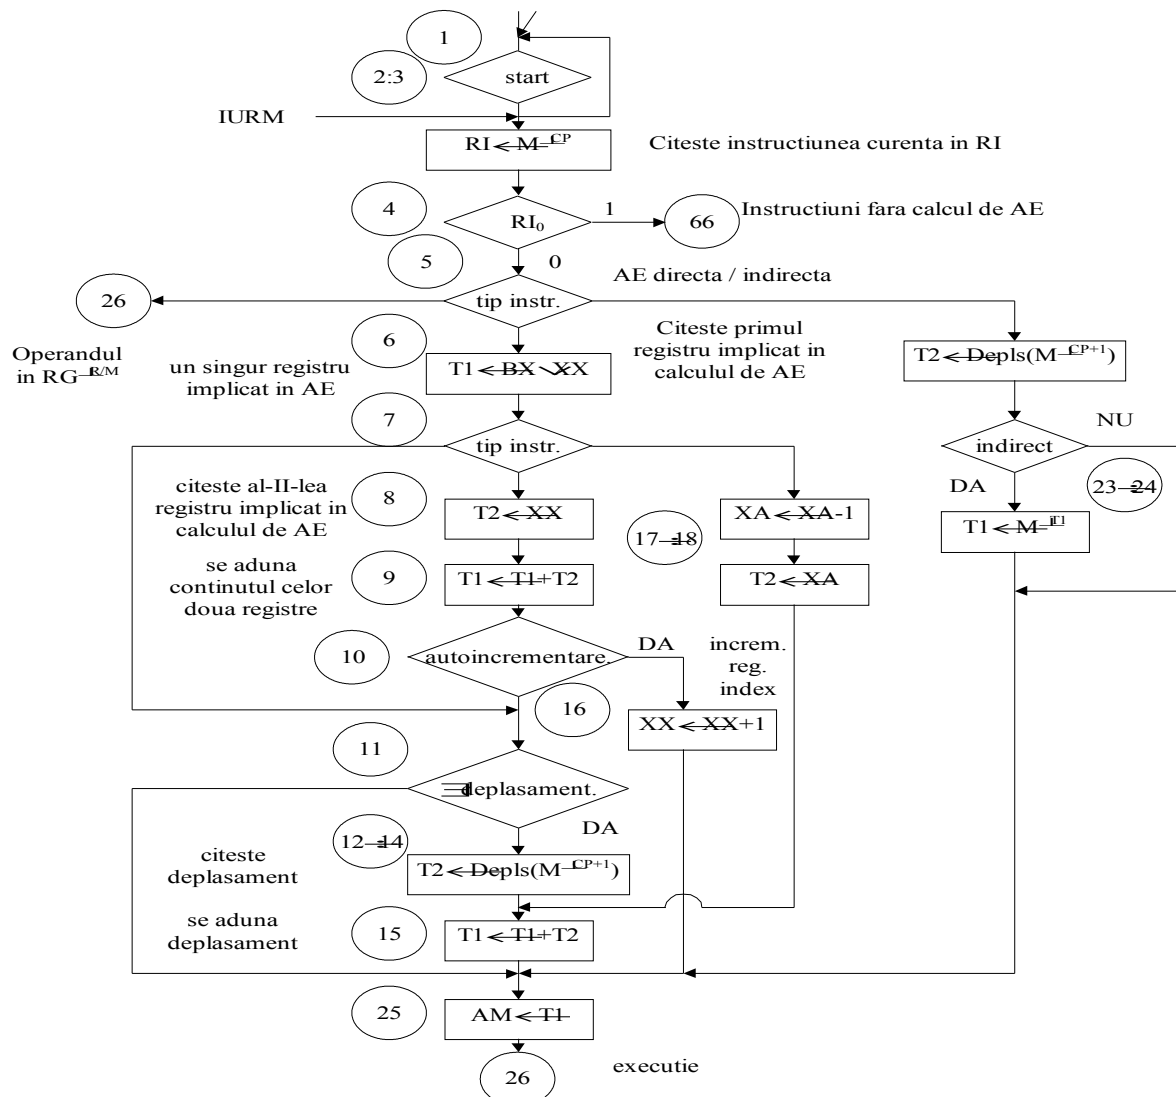 1
2:3
start
IURM
RI ← M CP
Citeste instructiunea curenta in RI
4
RI0
1
66
Instructiuni fara calcul de AE
5
0
AE directa / indirecta
26
tip instr.
Operandul
in RG R/M
6
un singur registru
implicat in AE
T1 ← BX ∨ XX
Citeste primul
registru implicat in
calculul de AE
T2 ← Depls(M CP+1)
7
tip instr.
indirect
NU
DA
23 24
citeste al-II-lea
registru implicat in
calculul de AE
8
T2 ← XX
17 18
XA ← XA-1
T1 ← M T1
se aduna
continutul celor
doua registre
9
T1 ← T1+T2
T2 ← XA
10
autoincrementare.
DA
increm.
reg.
index
16
XX ← XX+1
11
deplasament.
DA
12 14
citeste
deplasament
T2 ← Depls(M CP+1)
se aduna
deplasament
15
T1 ← T1+T2
25
AM ← T1
26
executie